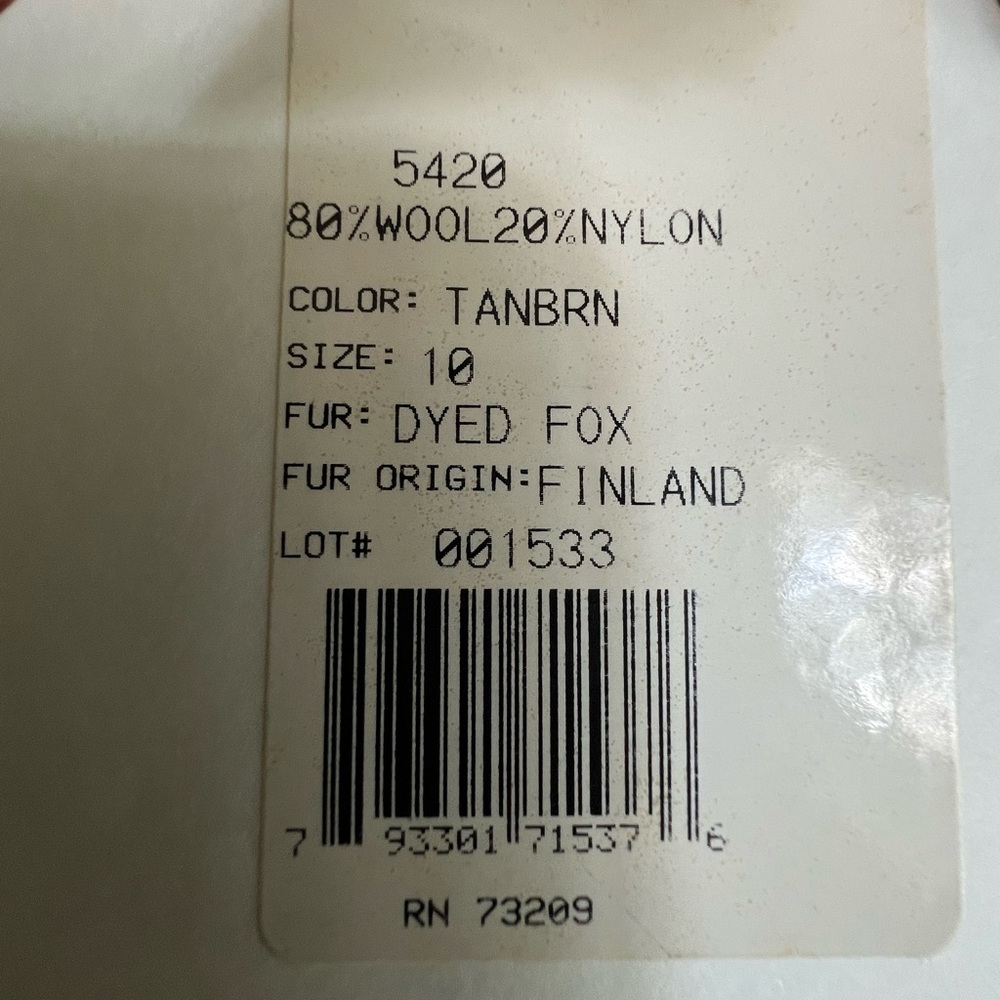 5420
80%WOOL20%NYLON
COLOR: TANBRN
SIZE: 10
FUR: DYED FOX
FUR ORIGIN:FINLAND
LOT# 001533
7 93301 71537 6
RN 73209